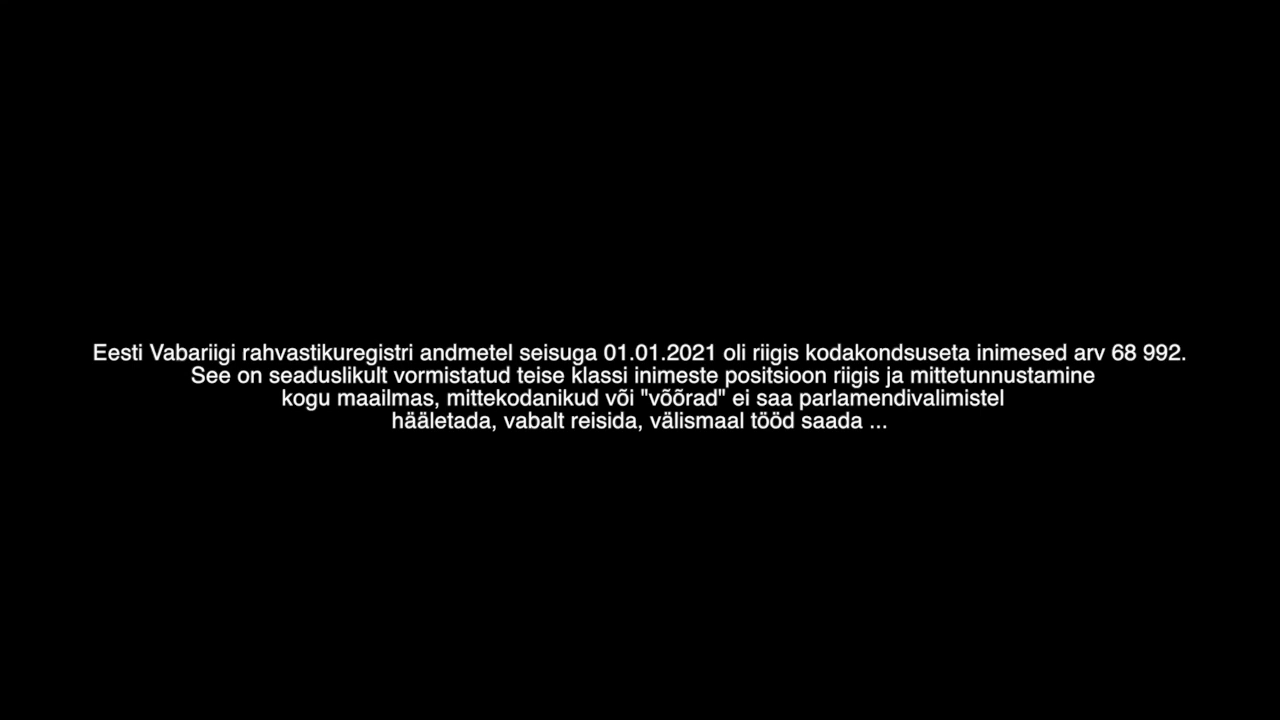 Eesti Vabariigi rahvastikuregistri andmetel seisuga 01.01.2021 oli riigis kodakondsuseta inimesed arv 68 992.
See on seaduslikult vormistatud teise klassi inimeste positsioon riigis ja mittetunnustamine
kogu maailmas, mittekodanikud või "võõrad" ei saa parlamendivalimistel
hääletada, vabalt reisida, välismaal tööd saada ...